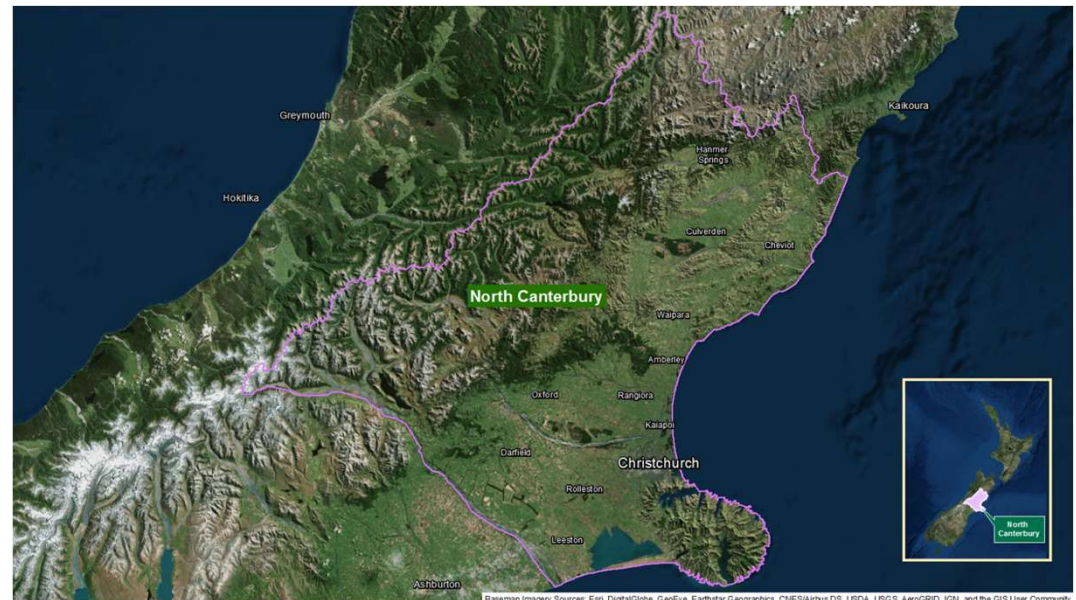 Kaikoura
Greymouth
Hanmer
Springs
Hokitika
Culverden
Cheviot
North Canterbury
Waipara
Amberley
Oxford
Rangiora
Kaiapoi
Darfield
Christchurch
Rolleston
North
Canterbury
Leeston
Ashburton
Basemap Imagery Sources: Esri, DigitalGlobe, GeoEye, Earthstar Geographics, CNES/Airbus DS, USDA, USGS, AeroGRID, IGN, and the GIS User Community